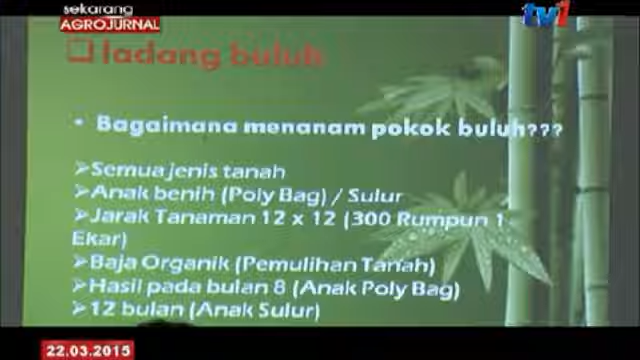 sekarang
AGROJURNAL
tv1
ladang buluh
• Bagaimana menanam pokok buluh???
➢Semua jenis tanah
➢Anak benih (Poly Bag) / Sulur
➢Jarak Tanaman 12 x 12 (300 Rumpun 1
Ekar)
➢Baja Organik (Pemulihan Tanah)
➢Hasil pada bulan 8 (Anak Poly Bag)
➢12 bulan (Anak Sulur)
22.03.2015